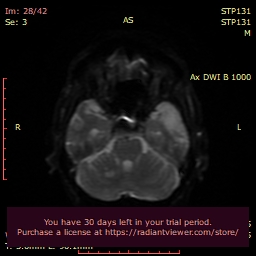 Im: 28/42
Se: 3
AS
STP131
STP131
M
Ax DWI B 1000
R
L
You have 30 days left in your trial period.
Purchase a license at https://radiantviewer.com/store/